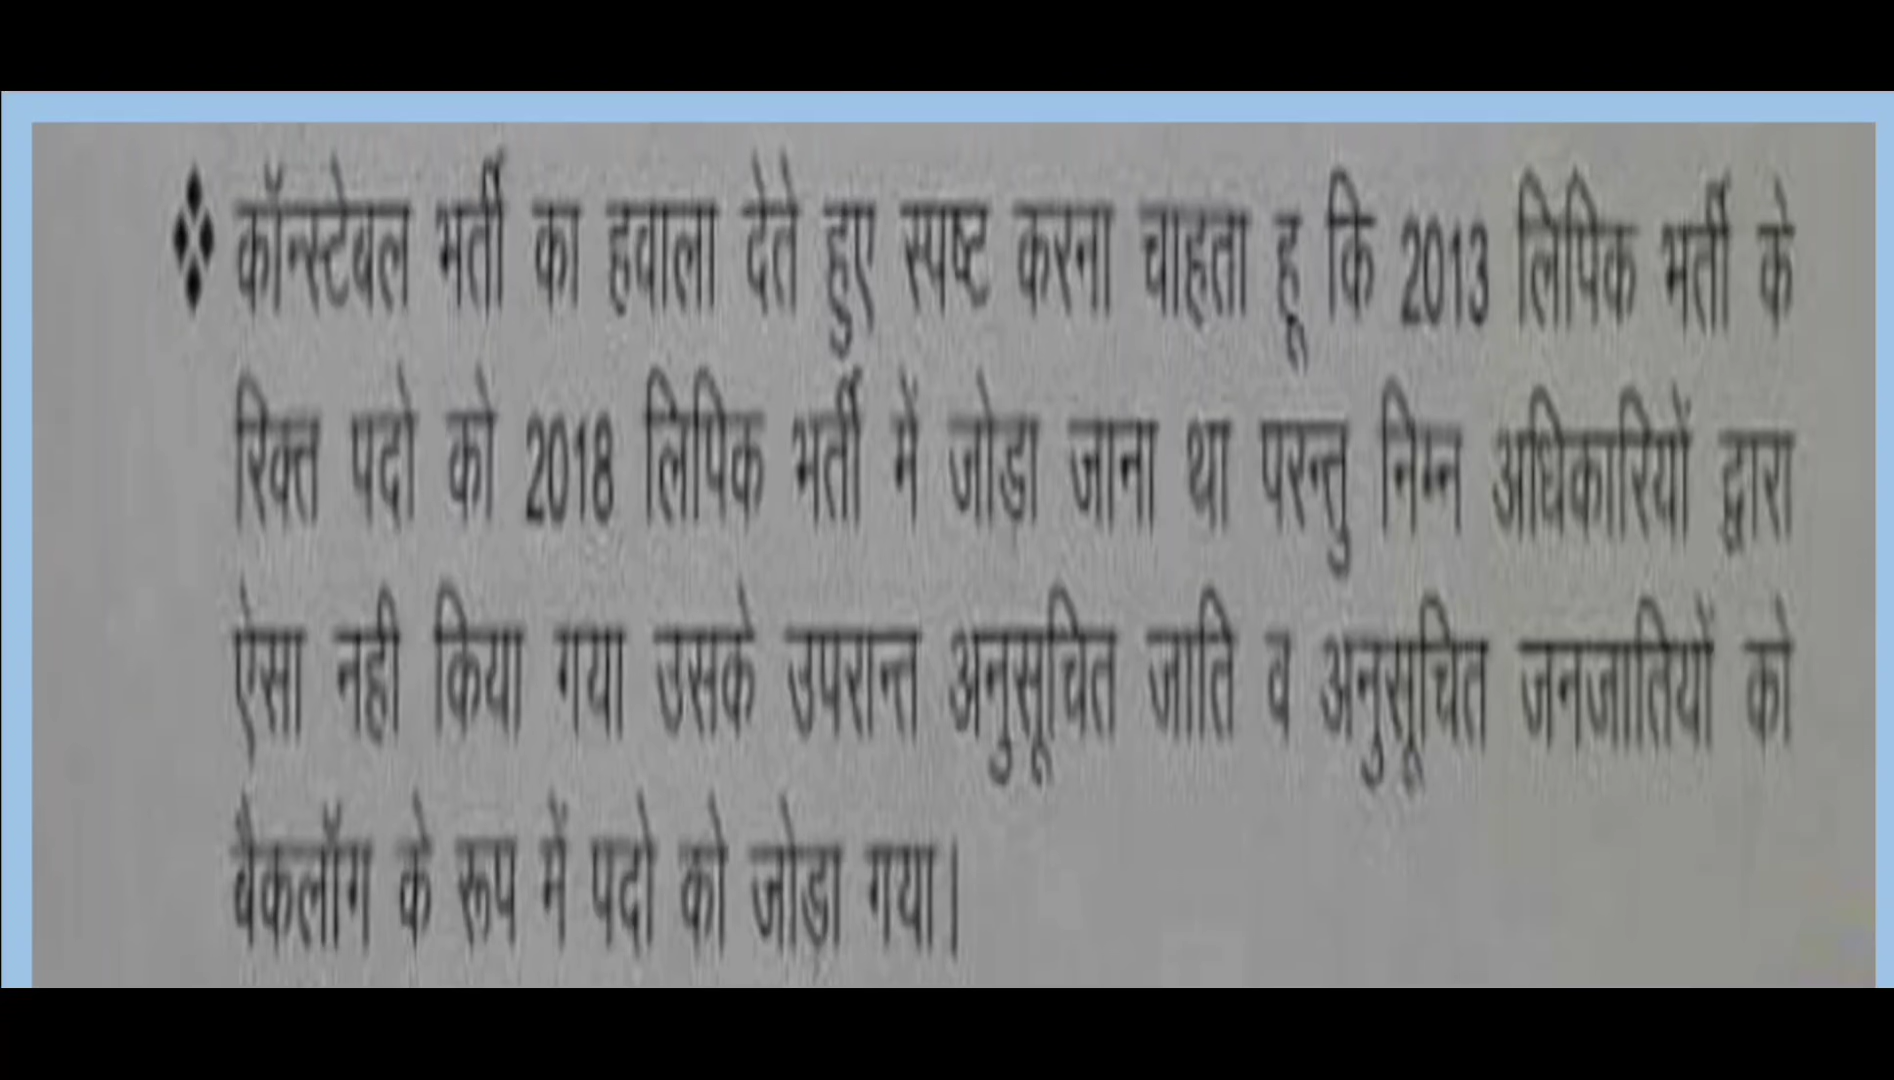 ❖ कॉन्स्टेबल भर्ती का हवाला देते हुए स्पष्ट करना चाहता हू कि 2013 लिपिक भर्ती के
रिक्त पदो को 2018 लिपिक भर्ती में जोड़ा जाना था परन्तु निम्न अधिकारियों द्वारा
ऐसा नही किया गया उसके उपरान्त अनुसूचित जाति व अनुसूचित जनजातियों को
बैकलॉग के रूप में पदो को जोड़ा गया।